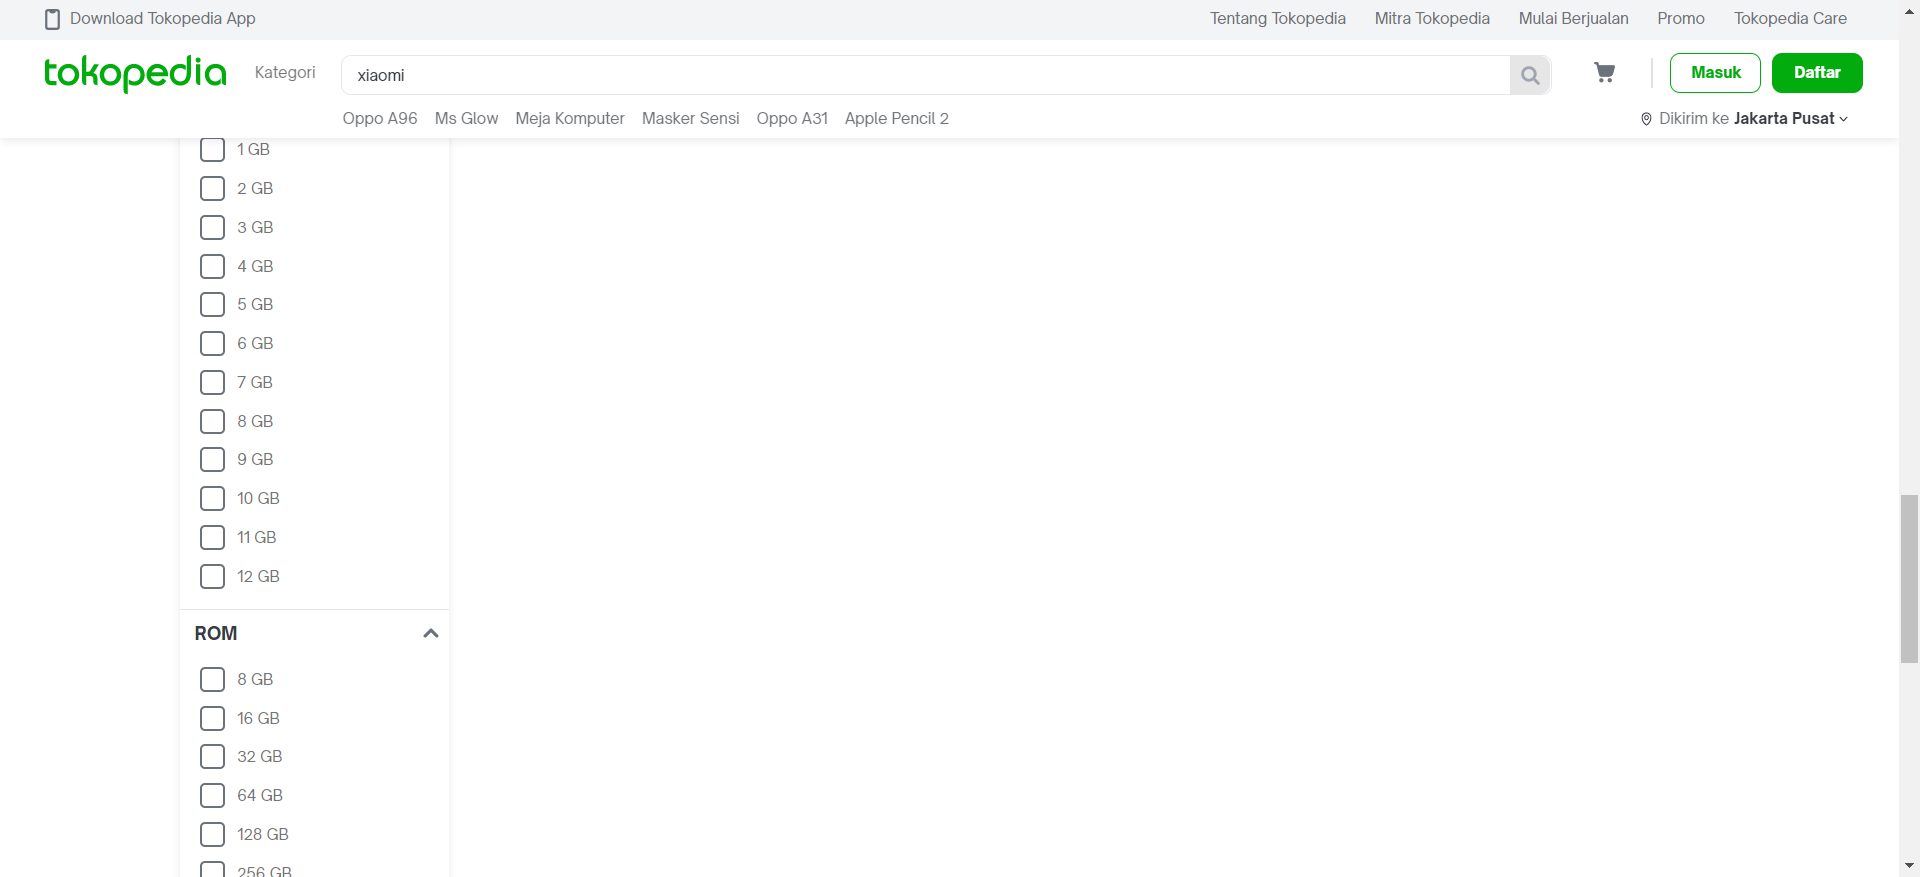 Download Tokopedia App
Tentang Tokopedia
Mitra Tokopedia
Mulai Berjualan
Promo
Tokopedia Care
tokopedia
Kategori
xiaomi
Masuk
Daftar
Oppo A96
Ms Glow
Meja Komputer
Masker Sensi
Oppo A31
Apple Pencil 2
Dikirim ke Jakarta Pusat
1 GB
2 GB
3 GB
4 GB
5 GB
6 GB
7 GB
8 GB
9 GB
10 GB
11 GB
12 GB
ROM
8 GB
16 GB
32 GB
64 GB
128 GB
256 GB